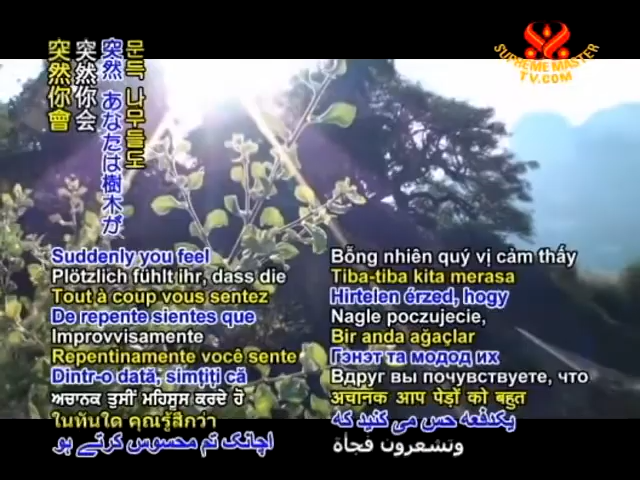 突然你會
突然你会
突然 あなたは樹木が
문득 나무들도
SUPREME MASTER
TV.COM
Suddenly you feel
Plötzlich fühlt ihr, dass die
Tout à coup vous sentez
De repente sientes que
Improvvisamente
Repentinamente você sente
Dintr-o dată, simţiţi că
ਅਚਾਨਕ ਤੁਸੀਂ ਮਹਿਸੂਸ ਕਰਦੇ ਹੋ
ในทันใด คุณรู้สึกว่า
اچانک تم محسوس کرتے ہو
Bỗng nhiên quý vị cảm thấy
Tiba-tiba kita merasa
Hirtelen érzed, hogy
Nagle poczujecie,
Bir anda ağaçlar
Гэнэт та модод их
Вдруг вы почувствуете, что
अचानक आप पेड़ों को बहुत
یکدفعه حس می کنید که
وتشعرون فجأة